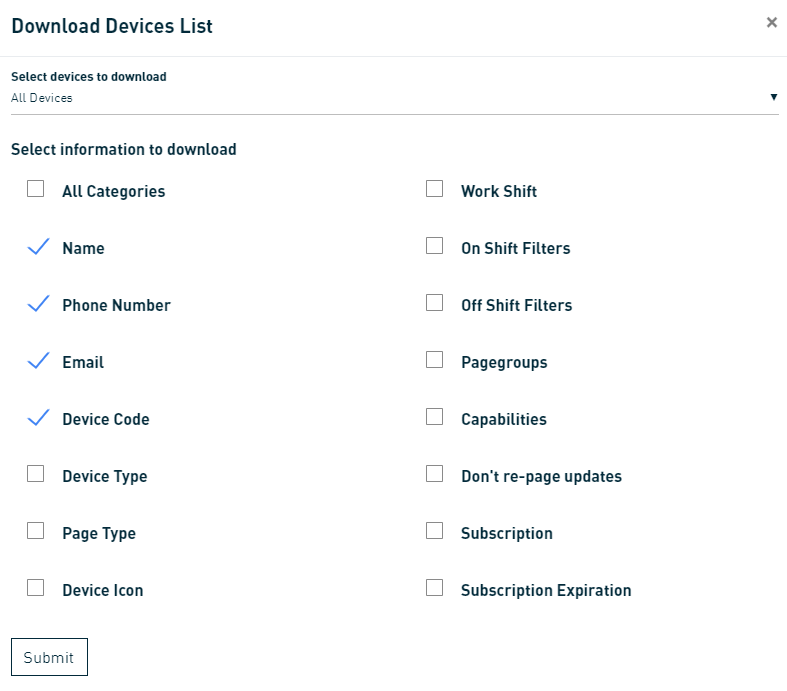 Download Devices List
×
Select devices to download
All Devices
Select information to download
All Categories
Work Shift
Name
On Shift Filters
Phone Number
Off Shift Filters
Email
Pagegroups
Device Code
Capabilities
Device Type
Don't re-page updates
Page Type
Subscription
Device Icon
Subscription Expiration
Submit